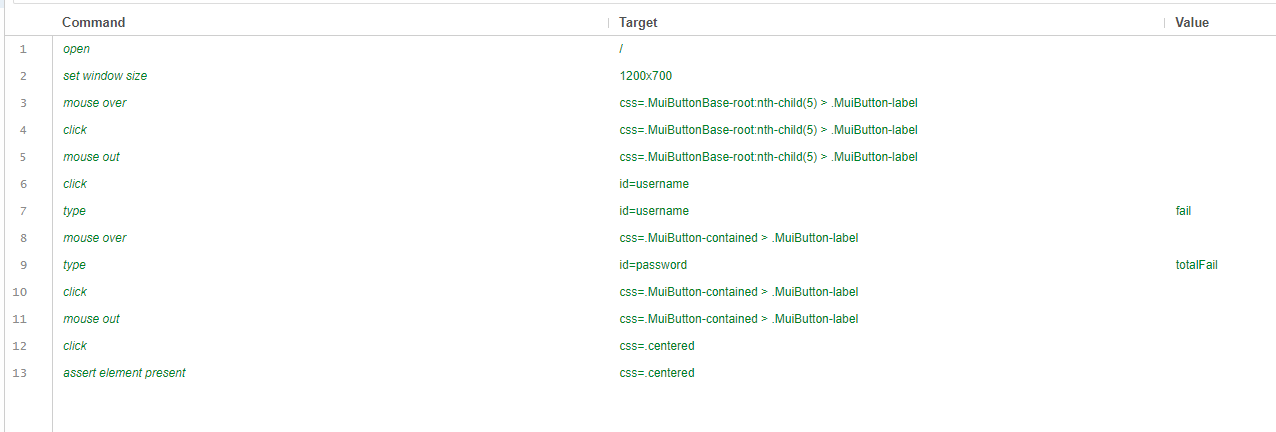 Command Target Value
1 open /
2 set window size 1200x700
3 mouse over css=.MuiButtonBase-root:nth-child(5) > .MuiButton-label
4 click css=.MuiButtonBase-root:nth-child(5) > .MuiButton-label
5 mouse out css=.MuiButtonBase-root:nth-child(5) > .MuiButton-label
6 click id=username
7 type id=username fail
8 mouse over css=.MuiButton-contained > .MuiButton-label
9 type id=password totalFail
10 click css=.MuiButton-contained > .MuiButton-label
11 mouse out css=.MuiButton-contained > .MuiButton-label
12 click css=.centered
13 assert element present css=.centered